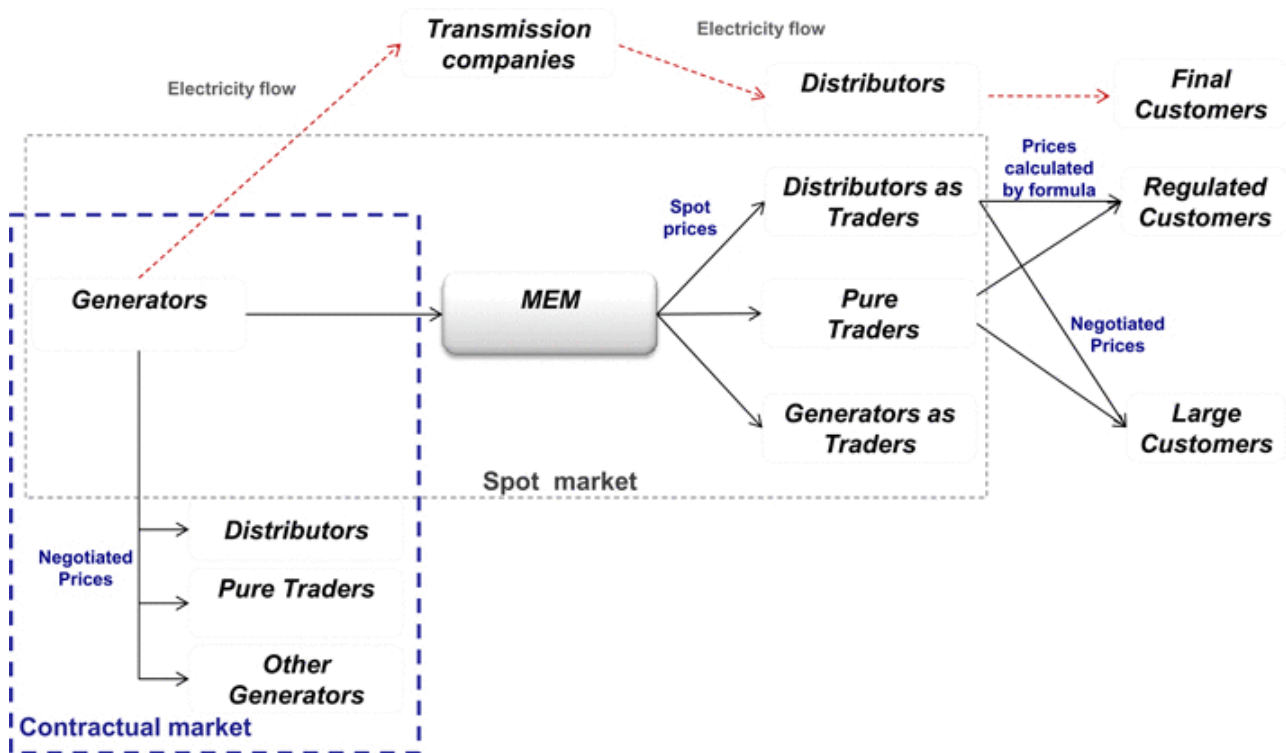 Transmission
companies
Electricity flow
Electricity flow
Distributors
Final
Customers
Prices
calculated
by formula
Distributors as
Traders
Regulated
Customers
Spot
prices
Generators
MEM
Pure
Traders
Negotiated
Prices
Generators as
Traders
Large
Customers
Spot market
Distributors
Negotiated
Prices
Pure Traders
Other
Generators
Contractual market